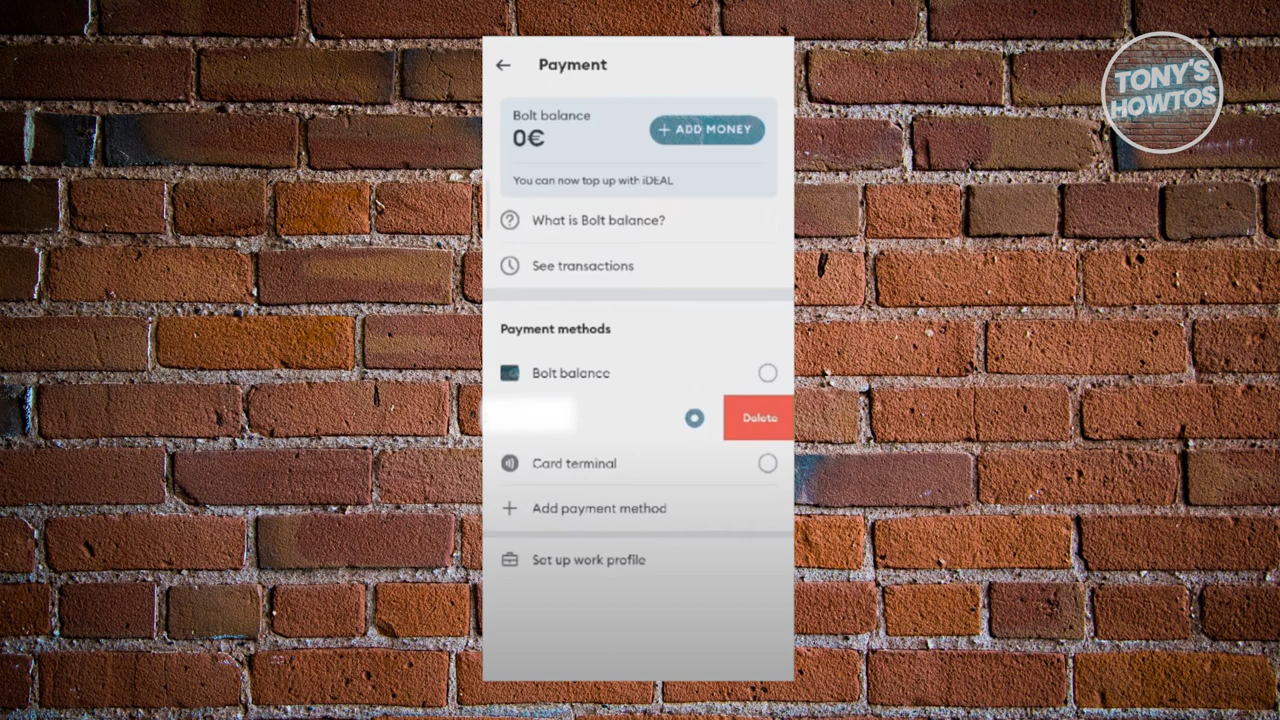 TONY'S
HOWTOS
Payment
Bolt balance
0€
+ ADD MONEY
You can now top up with iDEAL
What is Bolt balance?
See transactions
Payment methods
Bolt balance
Delete
Card terminal
Add payment method
Set up work profile